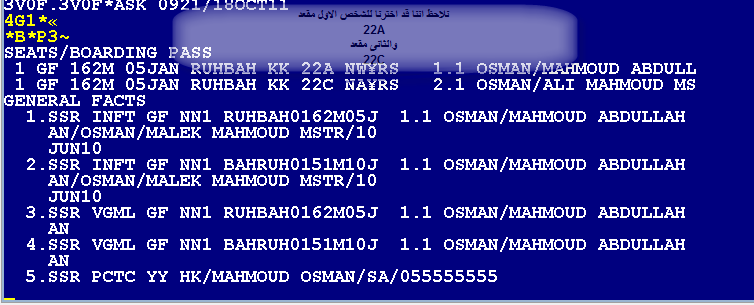 3V0F.3V0F*ASK 0921/18OCT11
4G1*«
*B*P3~
نلاحظ اننا قد اخترنا للشخص الاول مقعد
22A
والثانى مقعد
22C
SEATS/BOARDING PASS
1 GF 162M 05JAN RUHBAH KK 22A NW¥RS 1.1 OSMAN/MAHMOUD ABDULL
1 GF 162M 05JAN RUHBAH KK 22C NA¥RS 2.1 OSMAN/ALI MAHMOUD MS
GENERAL FACTS
1.SSR INFT GF NN1 RUHBAH0162M05J 1.1 OSMAN/MAHMOUD ABDULLAH
AN/OSMAN/MALEK MAHMOUD MSTR/10
JUN10
2.SSR INFT GF NN1 BAHRUH0151M10J 1.1 OSMAN/MAHMOUD ABDULLAH
AN/OSMAN/MALEK MAHMOUD MSTR/10
JUN10
3.SSR VGML GF NN1 RUHBAH0162M05J 1.1 OSMAN/MAHMOUD ABDULLAH
AN
4.SSR VGML GF NN1 BAHRUH0151M10J 1.1 OSMAN/MAHMOUD ABDULLAH
AN
5.SSR PCTC YY HK/MAHMOUD OSMAN/SA/055555555